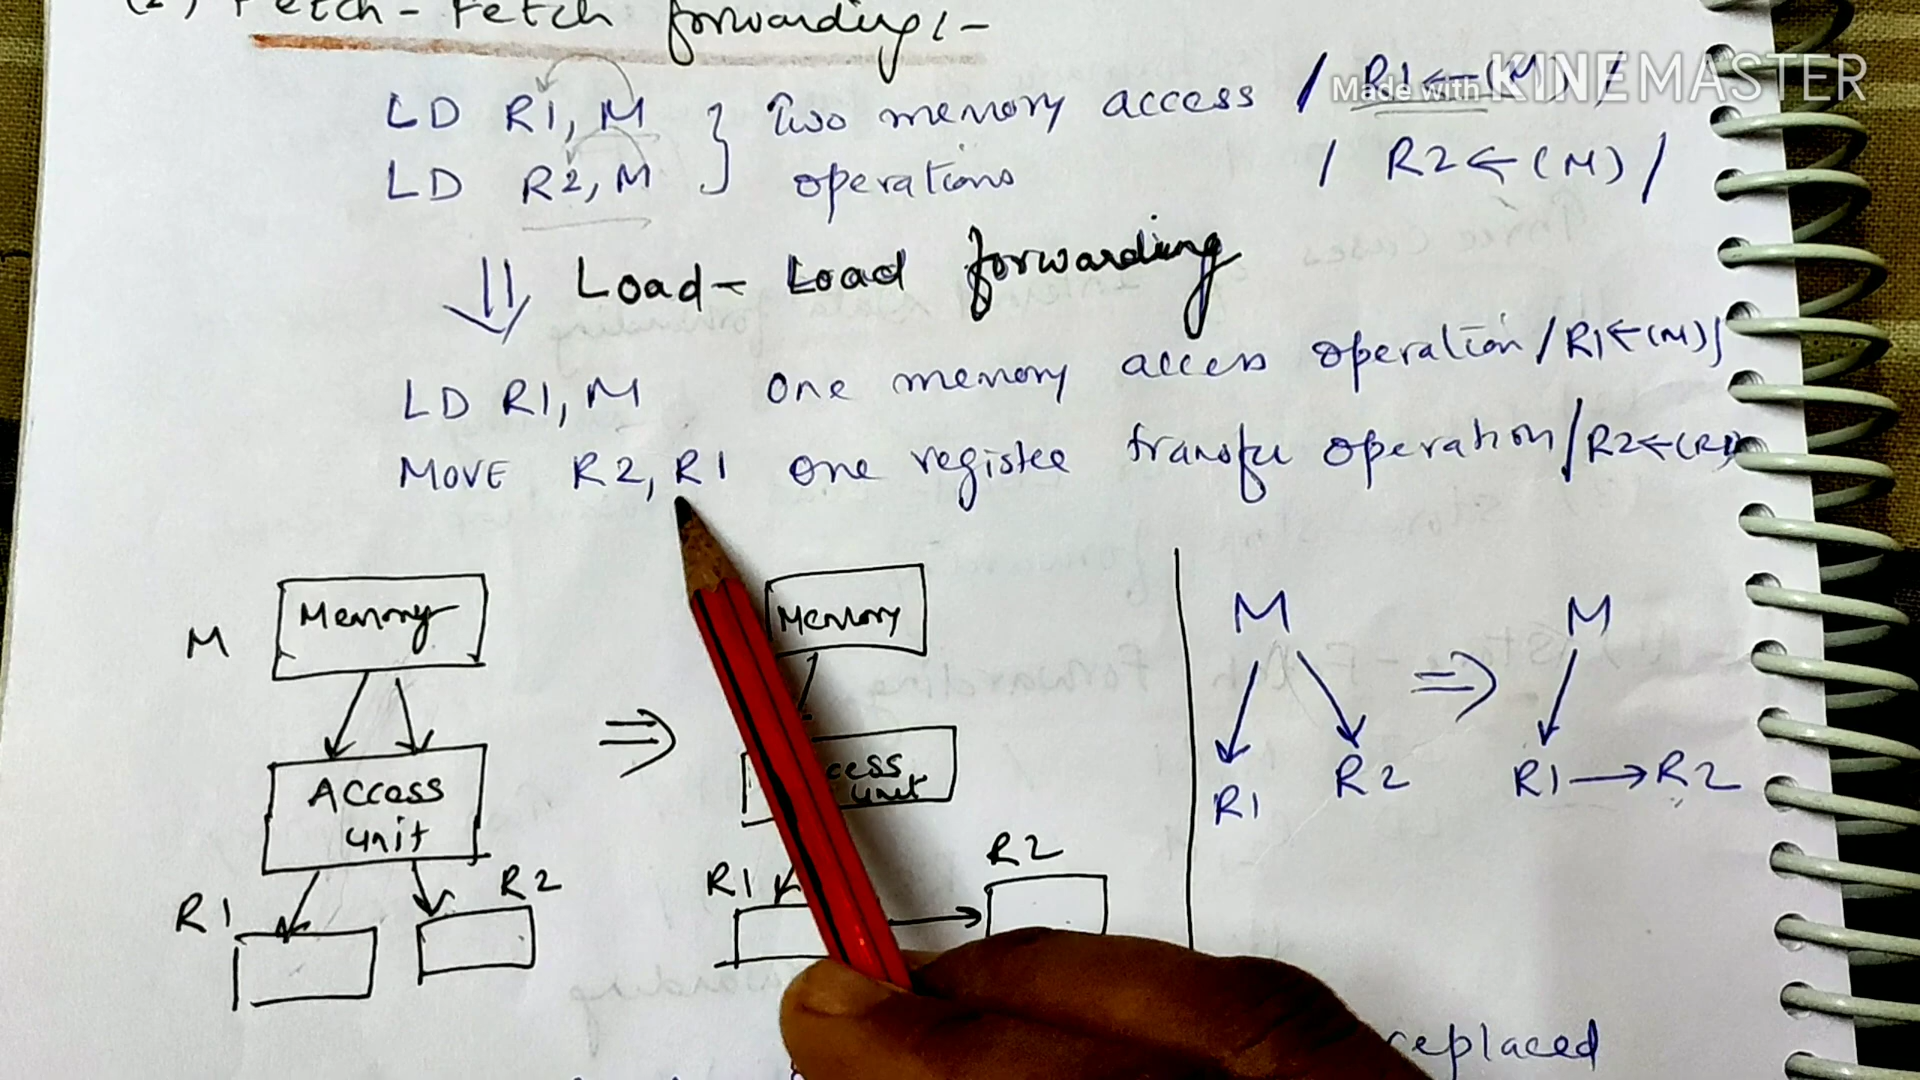 (2) Fetch - Fetch forwarding :-
LD R1, M } Two memory access / R1 ← (M) /
LD R2, M operations / R2 ← (M) /
Made with KINEMASTER
⇓ Load - Load forwarding
LD R1, M One memory access operation / R1 ← (M) /
MOVE R2, R1 One register transfer operation / R2 ← (R1)
M Memory ⇒ Memory
Access unit
cess unit
R1 R2
R1 → R2
M ⇒ M
R1 R2 R1 → R2
replaced